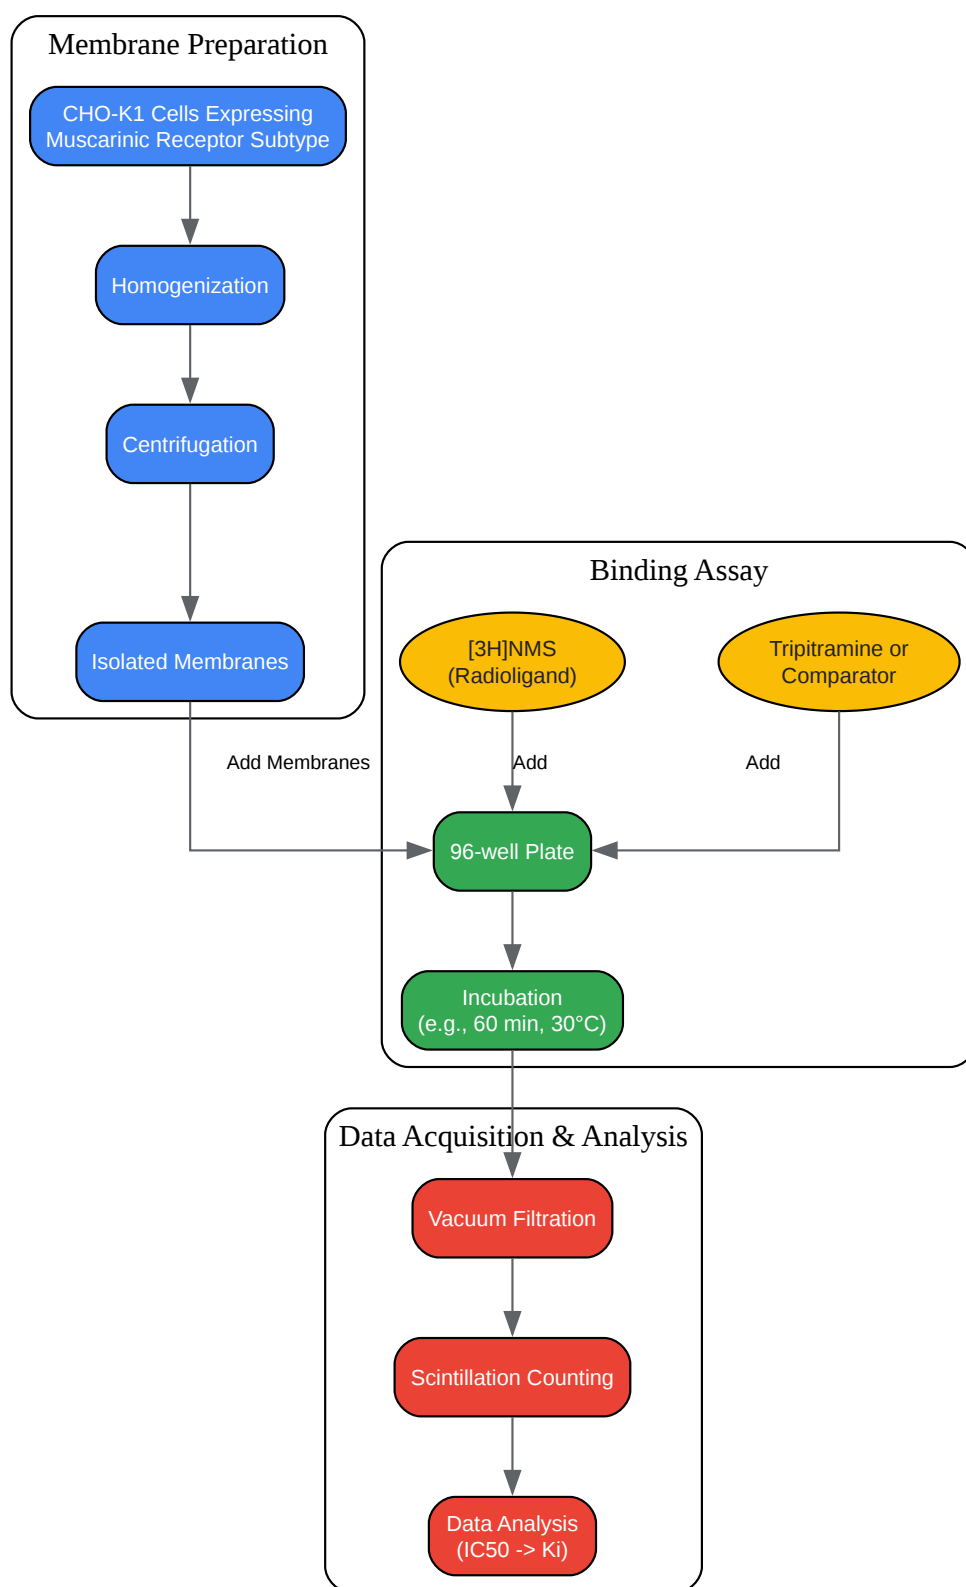 Membrane Preparation
CHO-K1 Cells Expressing
Muscarinic Receptor Subtype
Homogenization
Centrifugation
Isolated Membranes
Binding Assay
[3H]NMS
(Radioligand)
Tripitramine or
Comparator
Add Membranes
Add
Add
96-well Plate
Incubation
(e.g., 60 min, 30°C)
Data Acquisition & Analysis
Vacuum Filtration
Scintillation Counting
Data Analysis
(IC50 -> Ki)